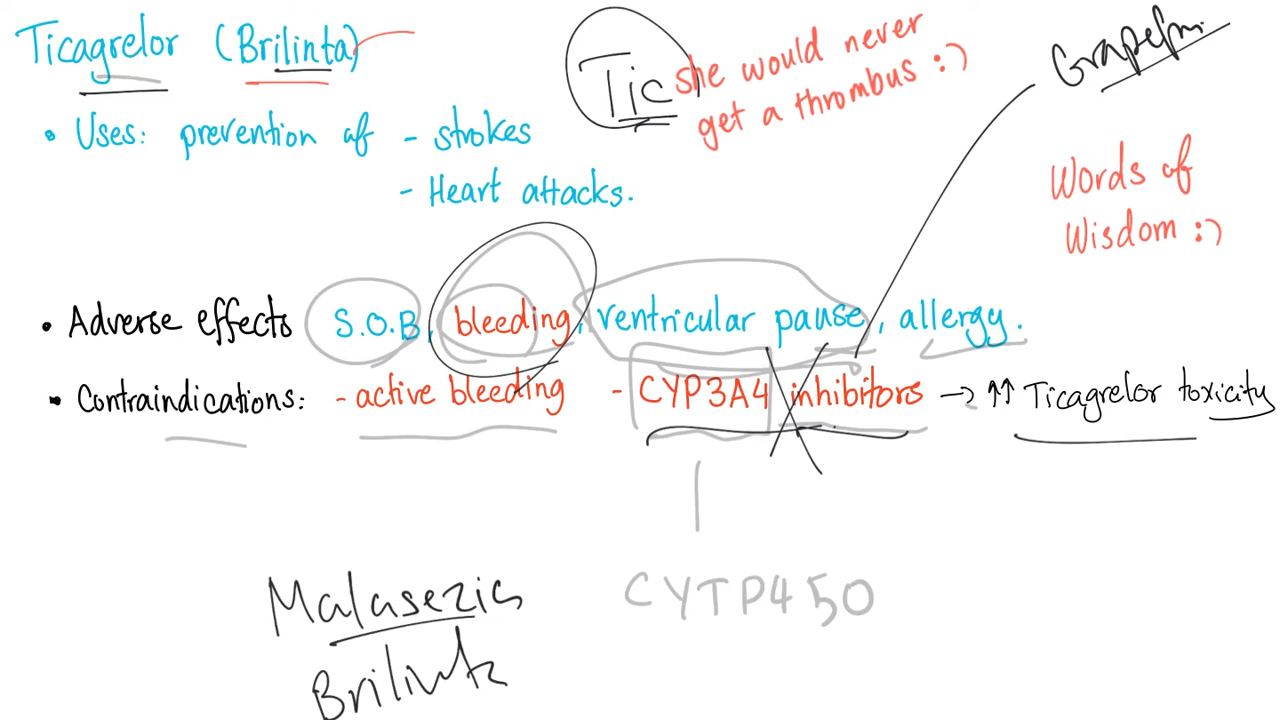 Ticagrelor (Brilinta)
Tic she would never
get a thrombus :)
• Uses: prevention of - strokes
- Heart attacks.
Words of
Wisdom :)
• Adverse effects S.O.B, bleeding, ventricular pause, allergy.
• Contraindications: - active bleeding - CYP3A4 inhibitors → ↑↑ Ticagrelor toxicity
CYTP450
Malasezia
Brilinta